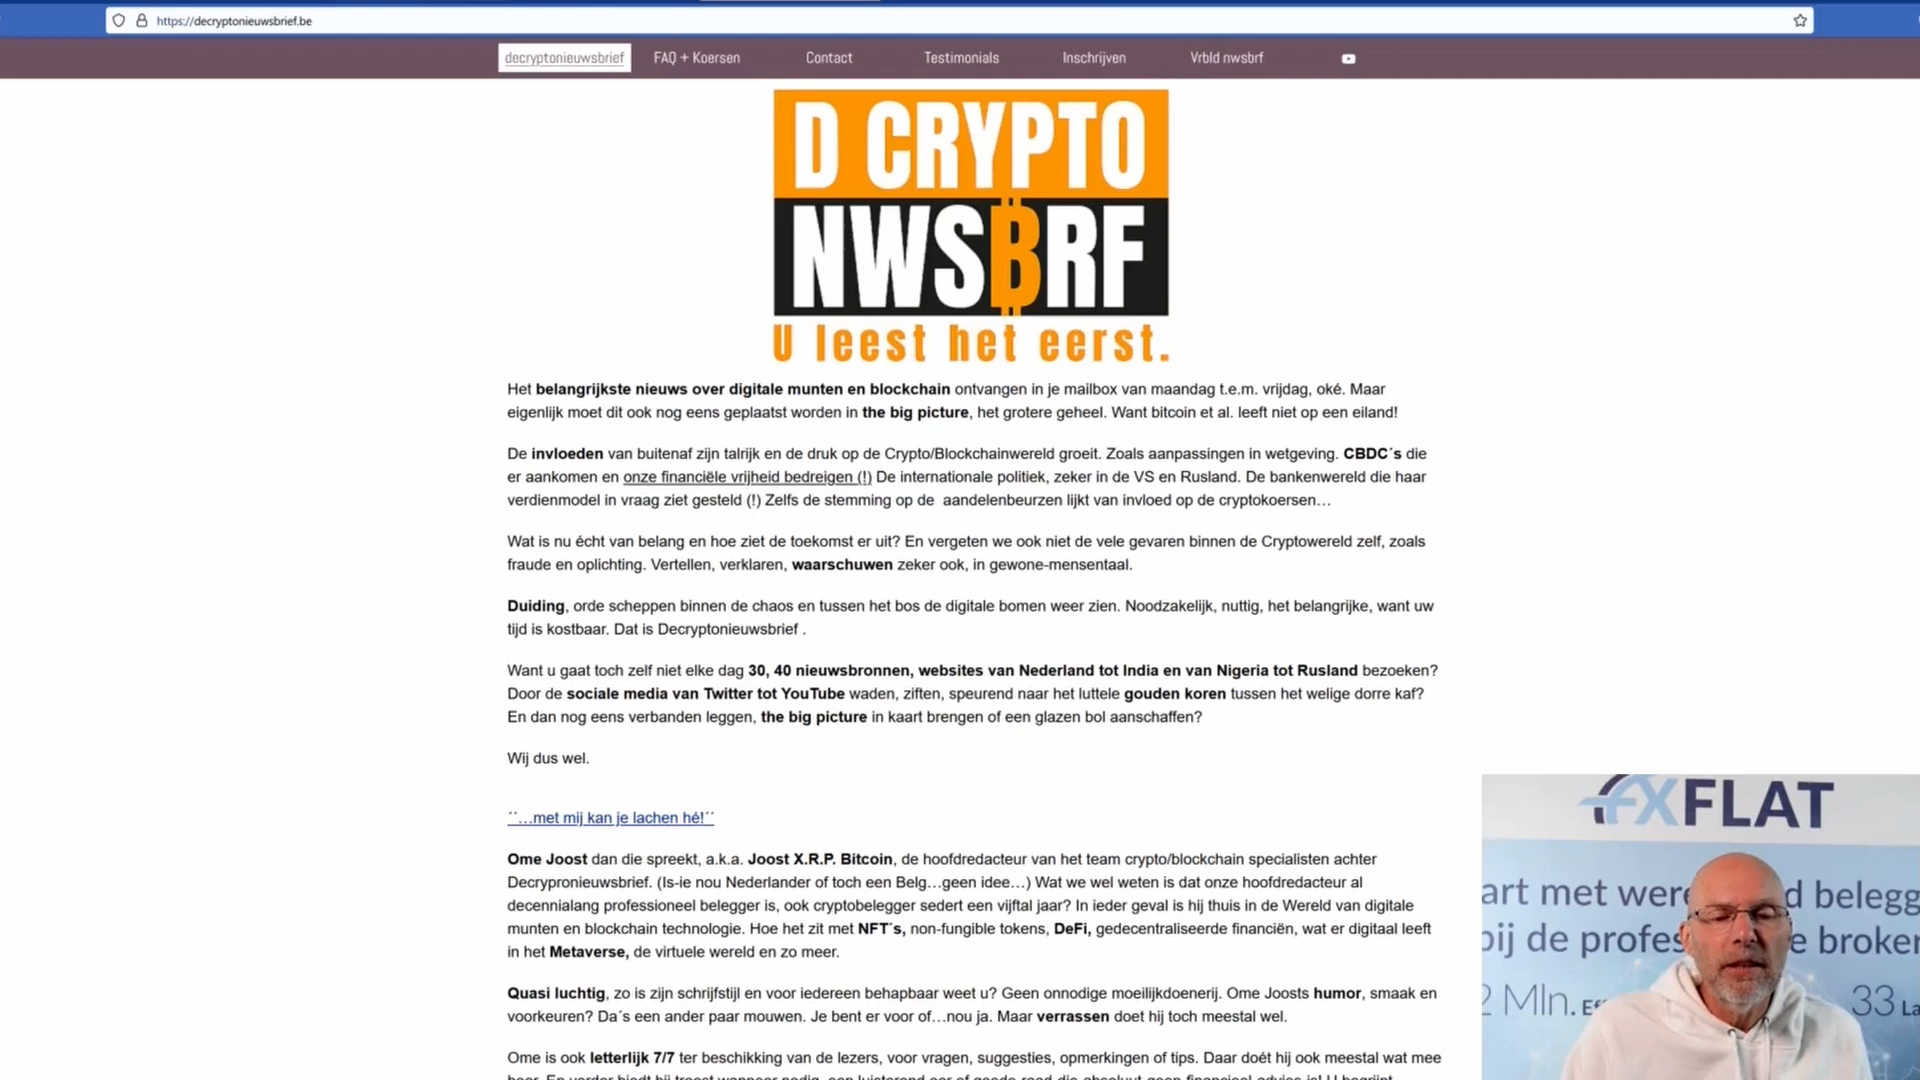 https://decryptonieuwsbrief.be
decryptonieuwsbrief FAQ + Koersen Contact Testimonials Inschrijven Vrbld nwsbrf
D CRYPTO
NWSBRF
U leest het eerst.
Het belangrijkste nieuws over digitale munten en blockchain ontvangen in je mailbox van maandag t.e.m. vrijdag, oké. Maar
eigenlijk moet dit ook nog eens geplaatst worden in the big picture, het grotere geheel. Want bitcoin et al. leeft niet op een eiland!
De invloeden van buitenaf zijn talrijk en de druk op de Crypto/Blockchainwereld groeit. Zoals aanpassingen in wetgeving. CBDC´s die
er aankomen en onze financiële vrijheid bedreigen (!) De internationale politiek, zeker in de VS en Rusland. De bankenwereld die haar
verdienmodel in vraag ziet gesteld (!) Zelfs de stemming op de aandelenbeurzen lijkt van invloed op de cryptokoersen…
Wat is nu écht van belang en hoe ziet de toekomst er uit? En vergeten we ook niet de vele gevaren binnen de Cryptowereld zelf, zoals
fraude en oplichting. Vertellen, verklaren, waarschuwen zeker ook, in gewone-mensentaal.
Duiding, orde scheppen binnen de chaos en tussen het bos de digitale bomen weer zien. Noodzakelijk, nuttig, het belangrijke, want uw
tijd is kostbaar. Dat is Decryptonieuwsbrief .
Want u gaat toch zelf niet elke dag 30, 40 nieuwsbronnen, websites van Nederland tot India en van Nigeria tot Rusland bezoeken?
Door de sociale media van Twitter tot YouTube waden, ziften, speurend naar het luttele gouden koren tussen het welige dorre kaf?
En dan nog eens verbanden leggen, the big picture in kaart brengen of een glazen bol aanschaffen?
Wij dus wel.
´´…met mij kan je lachen hé!´´
Ome Joost dan die spreekt, a.k.a. Joost X.R.P. Bitcoin, de hoofdredacteur van het team crypto/blockchain specialisten achter
Decrypronieuwsbrief. (Is-ie nou Nederlander of toch een Belg…geen idee…) Wat we wel weten is dat onze hoofdredacteur al
decennialang professioneel belegger is, ook cryptobelegger sedert een vijftal jaar? In ieder geval is hij thuis in de Wereld van digitale
munten en blockchain technologie. Hoe het zit met NFT´s, non-fungible tokens, DeFi, gedecentraliseerde financiën, wat er digitaal leeft
in het Metaverse, de virtuele wereld en zo meer.
Quasi luchtig, zo is zijn schrijfstijl en voor iedereen behapbaar weet u? Geen onnodige moeilijkdoenerij. Ome Joosts humor, smaak en
voorkeuren? Da´s een ander paar mouwen. Je bent er voor of…nou ja. Maar verrassen doet hij toch meestal wel.
Ome is ook letterlijk 7/7 ter beschikking van de lezers, voor vragen, suggesties, opmerkingen of tips. Daar doét hij ook meestal wat mee
FXFLAT
art met were d belegg
bij de profes e broker
2 Mln. Eff 33 La